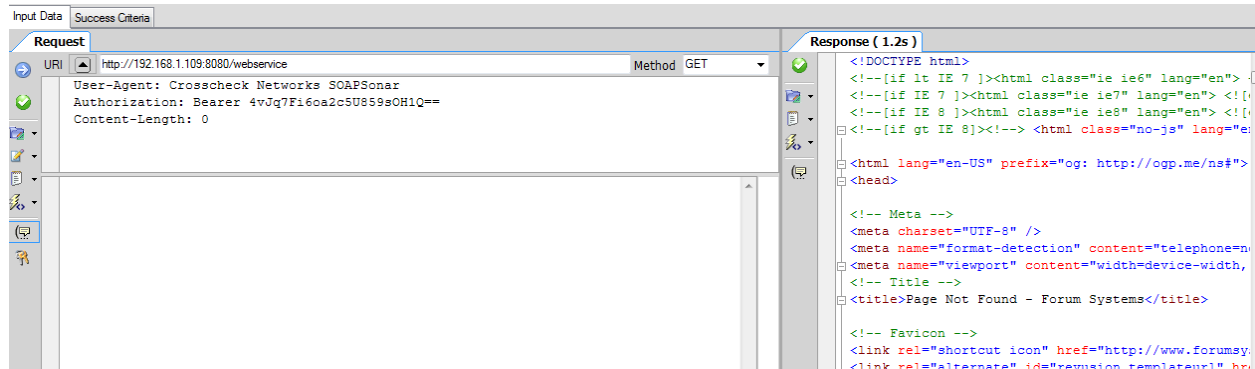 Input Data Success Criteria
Request
URI http://192.168.1.109:8080/webservice Method GET
User-Agent: Crosscheck Networks SOAPSonar
Authorization: Bearer 4vJq7Fi6oa2c5U859sOH1Q==
Content-Length: 0
Response ( 1.2s )
<!DOCTYPE html>
<!--[if lt IE 7 ]><html class="ie ie6" lang="en">
<!--[if IE 7 ]><html class="ie ie7" lang="en"> <![
<!--[if IE 8 ]><html class="ie ie8" lang="en"> <![
<!--[if gt IE 8]><!--> <html class="no-js" lang="e
<html lang="en-US" prefix="og: http://ogp.me/ns#">
<head>
<!-- Meta -->
<meta charset="UTF-8" />
<meta name="format-detection" content="telephone=n
<meta name="viewport" content="width=device-width,
<!-- Title -->
<title>Page Not Found - Forum Systems</title>
<!-- Favicon -->
<link rel="shortcut icon" href="http://www.forumsy
<link rel="alternate" id="revusion_templateurl" hr